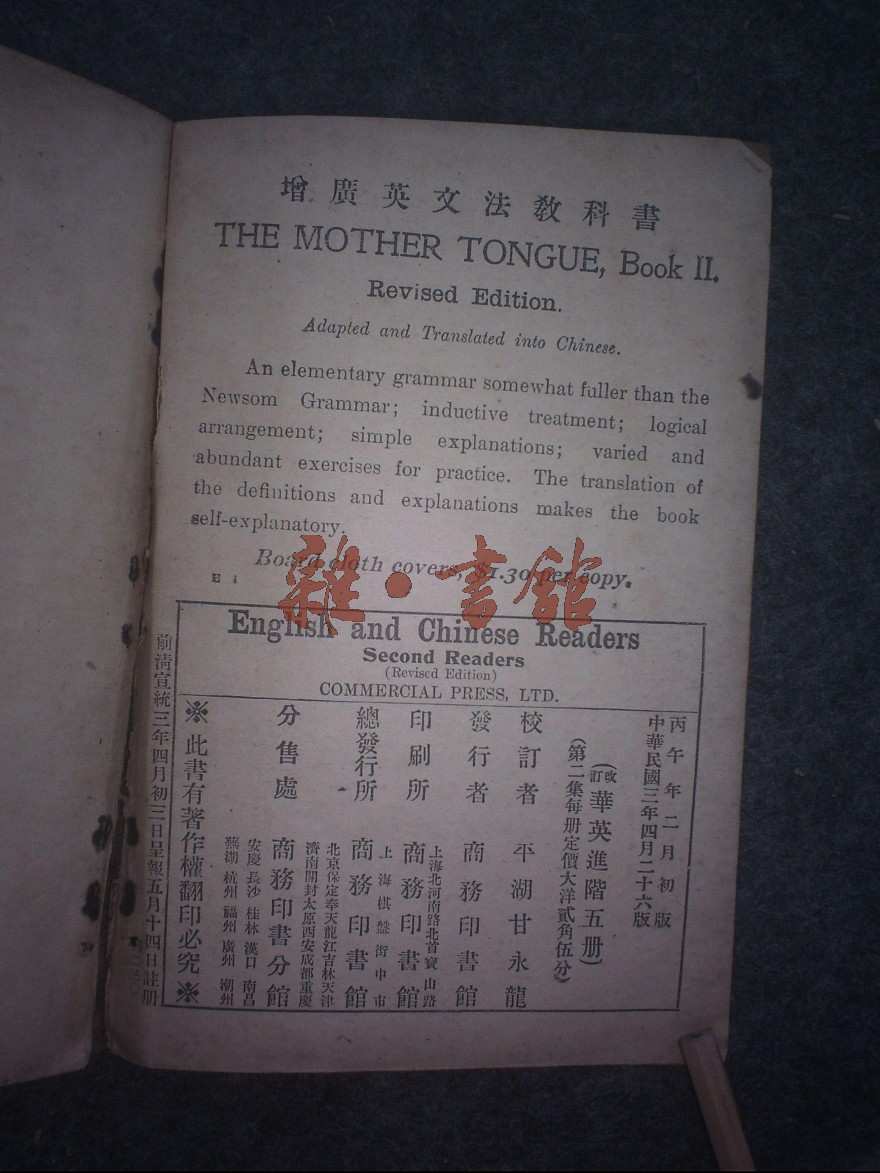 增廣英文法教科書
THE MOTHER TONGUE, Book II.
Revised Edition.
Adapted and Translated into Chinese.
An elementary grammar somewhat fuller than the
Newsom Grammar; inductive treatment; logical
arrangement; simple explanations; varied and
abundant exercises for practice. The translation of
the definitions and explanations makes the book
self-explanatory.
Board cloth covers, $1.30 per copy.
雜·書館
E i
English and Chinese Readers
Second Readers
(Revised Edition)
COMMERCIAL PRESS, LTD.
丙午年二月初版
中華民國三年四月二十六版
(改訂華英進階五册)
(第二集每册定價大洋貳角伍分)
校訂者 平湖甘永龍
發行者 商務印書館
上海北河南路北首寶山路
印刷所 商務印書館
上海棋盤街中市
總發行所 商務印書館
北京保定奉天龍江吉林天津
濟南開封太原西安成都重慶
分售處 商務印書分館
安慶長沙桂林漢口南昌
蕪湖杭州福州廣州潮州
※此書有著作權翻印必究※
前清宣統三年四月初三日呈報五月十四日註册